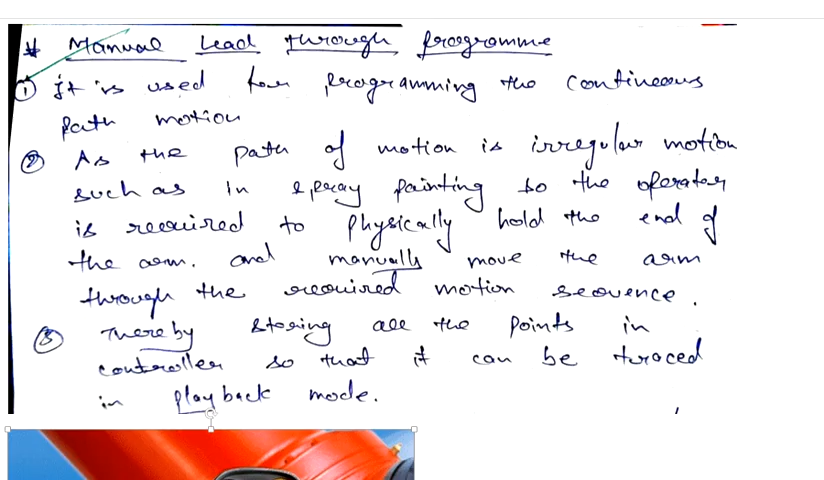 * Manual Lead through programme
① It is used for programming the continuous
path motion
② As the path of motion is irregular motion
such as in spray painting so the operator
is required to physically hold the end of
the arm. and manually move the arm
through the required motion sequence.
③ Thereby storing all the points in
controller so that it can be traced
in playback mode.